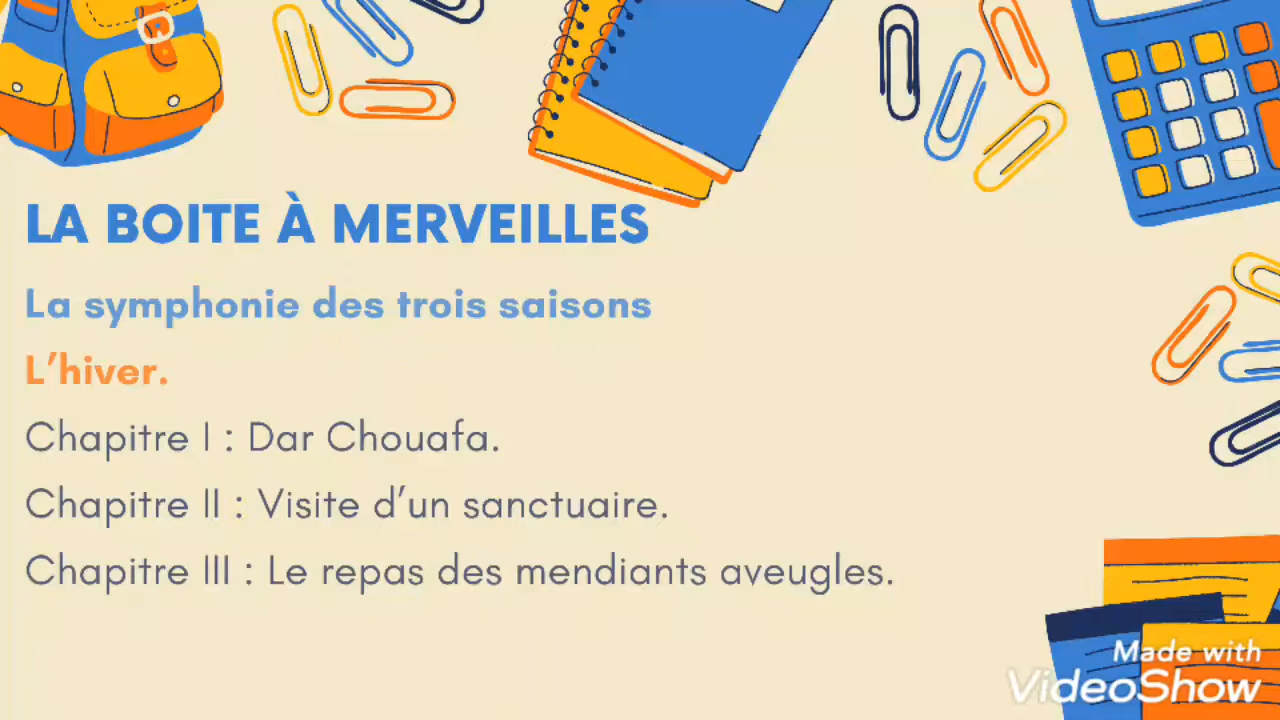 LA BOITE À MERVEILLES
La symphonie des trois saisons
L'hiver.
Chapitre I : Dar Chouafa.
Chapitre II : Visite d'un sanctuaire.
Chapitre III : Le repas des mendiants aveugles.
Made with
VideoShow